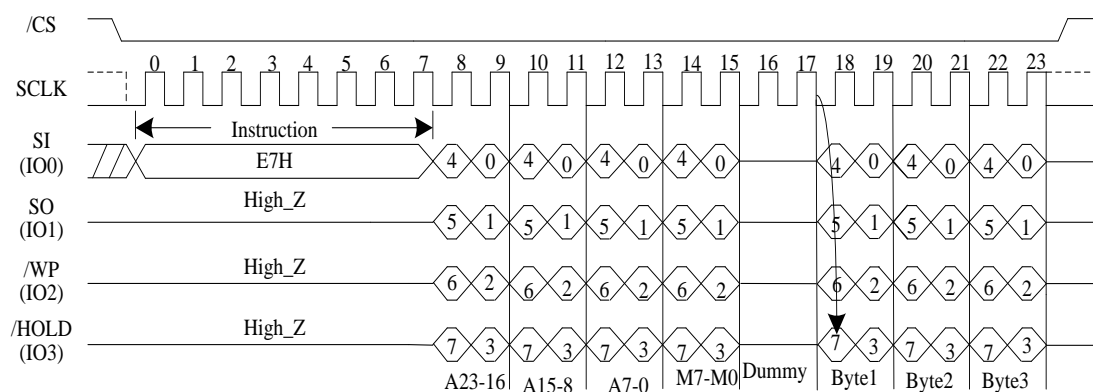 /CS
0 1 2 3 4 5 6 7 8 9 10 11 12 13 14 15 16 17 18 19 20 21 22 23
SCLK
Instruction
SI
(IO0)
E7H
4 0 4 0 4 0 4 0 4 0 4 0 4 0
High_Z
SO
(IO1)
5 1 5 1 5 1 5 1 5 1 5 1 5 1
High_Z
/WP
(IO2)
6 2 6 2 6 2 6 2 6 2 6 2 6 2
High_Z
/HOLD
(IO3)
7 3 7 3 7 3 7 3 7 3 7 3 7 3
A23-16 A15-8 A7-0 M7-M0 Dummy Byte1 Byte2 Byte3